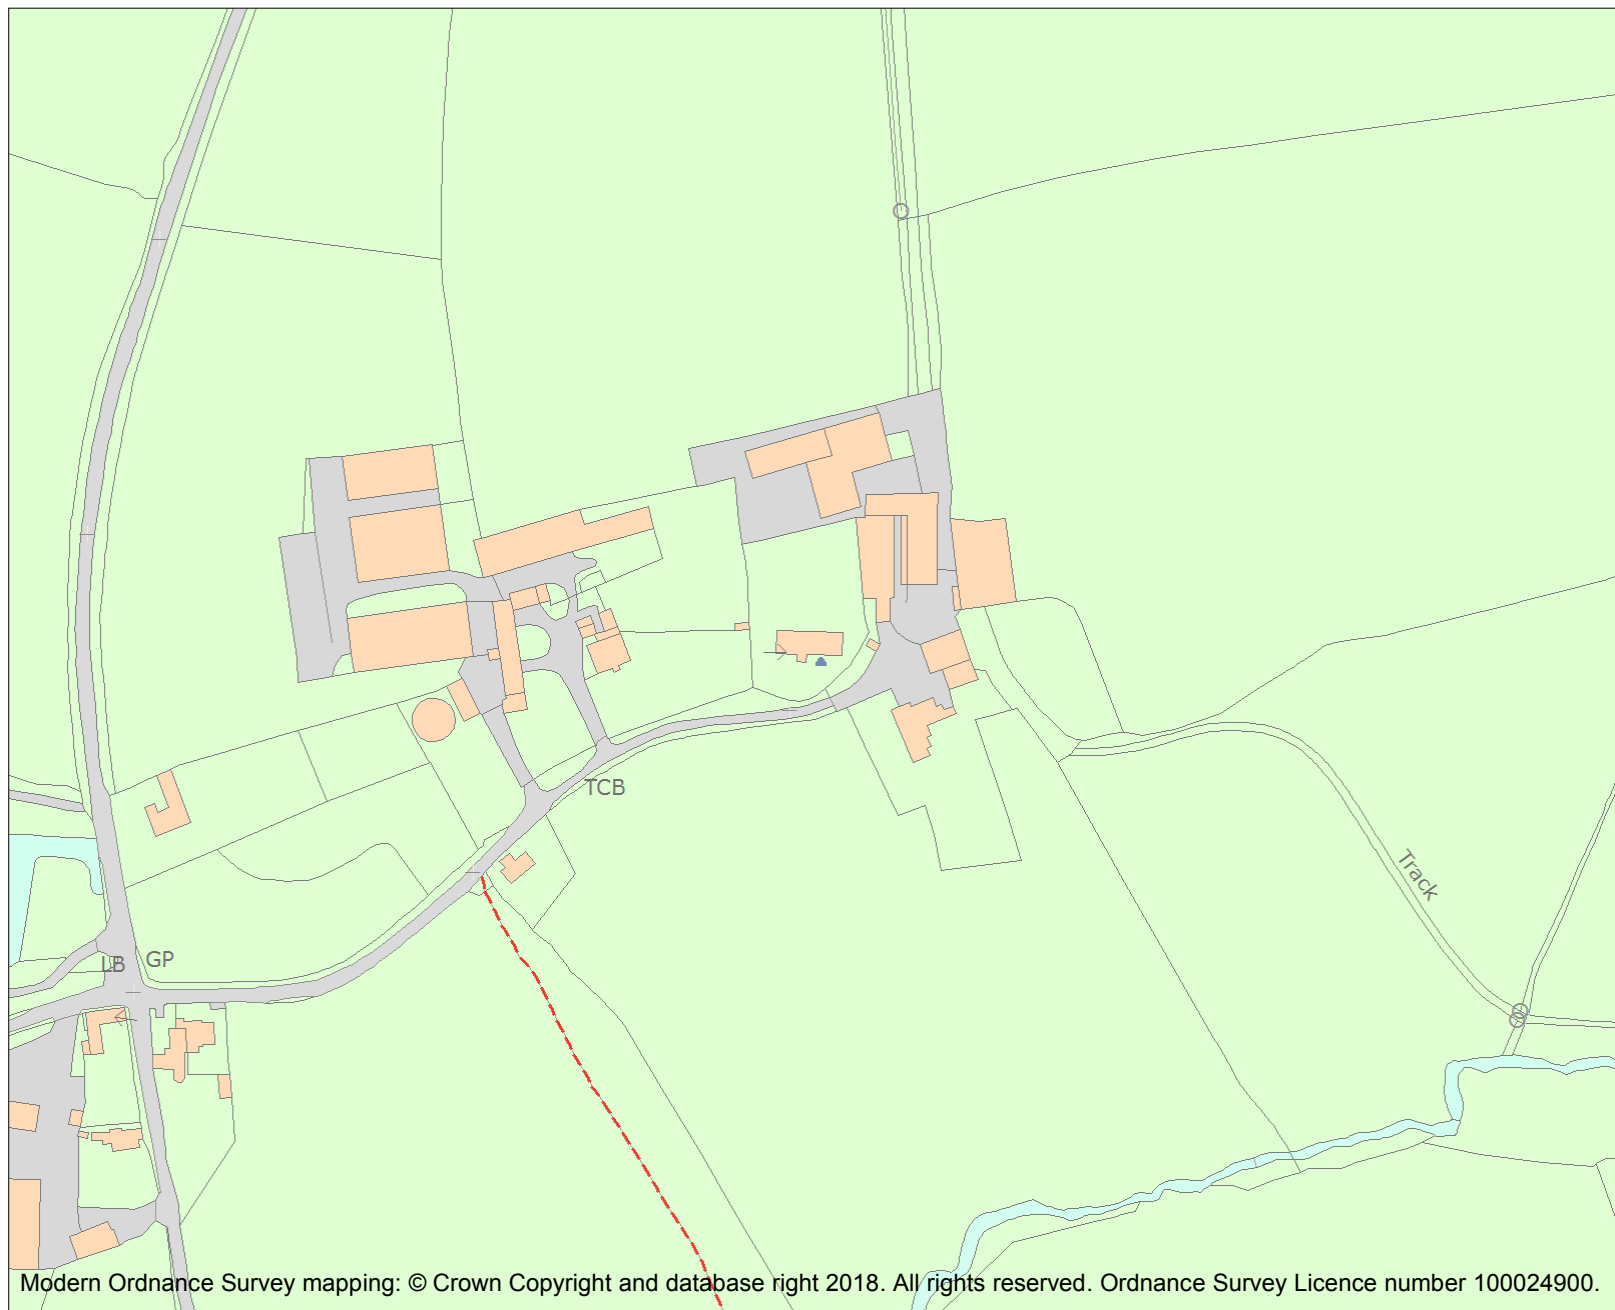 TCB
Track
LB
GP
Modern Ordnance Survey mapping: © Crown Copyright and database right 2018. All rights reserved. Ordnance Survey Licence number 100024900.